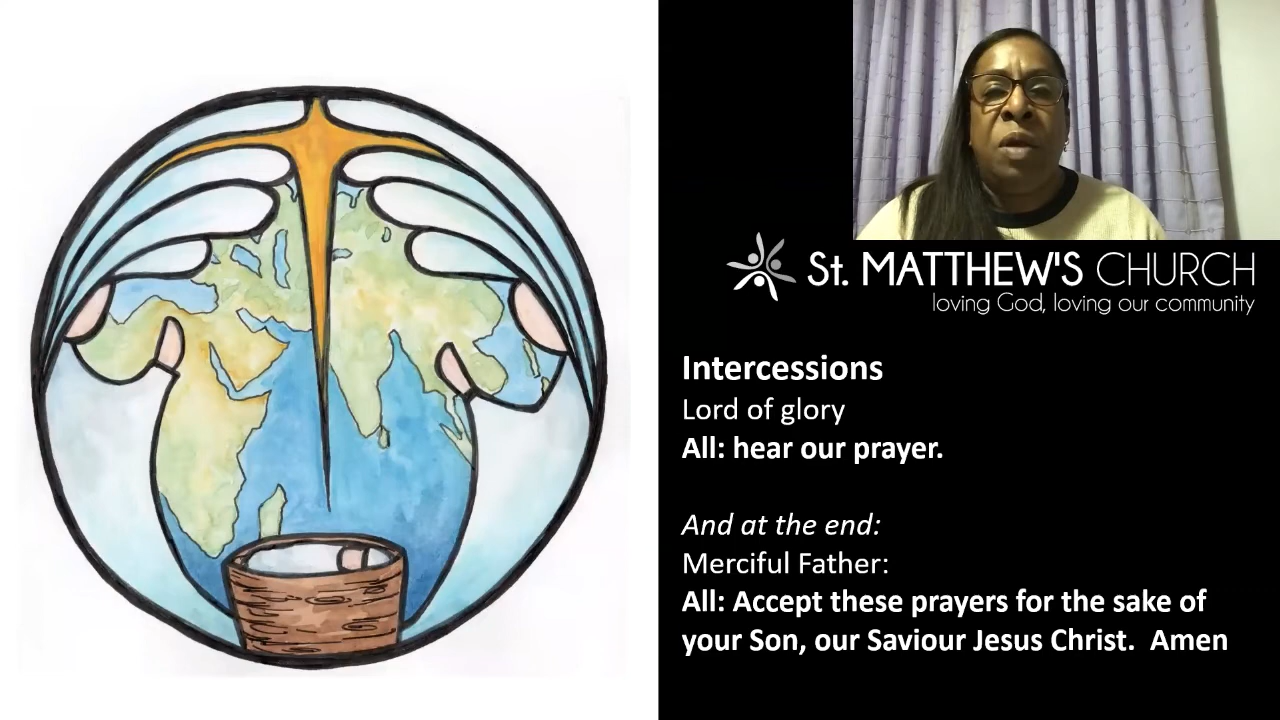 St. MATTHEW'S CHURCH
loving God, loving our community
Intercessions
Lord of glory
All: hear our prayer.
And at the end:
Merciful Father:
All: Accept these prayers for the sake of
your Son, our Saviour Jesus Christ.  Amen